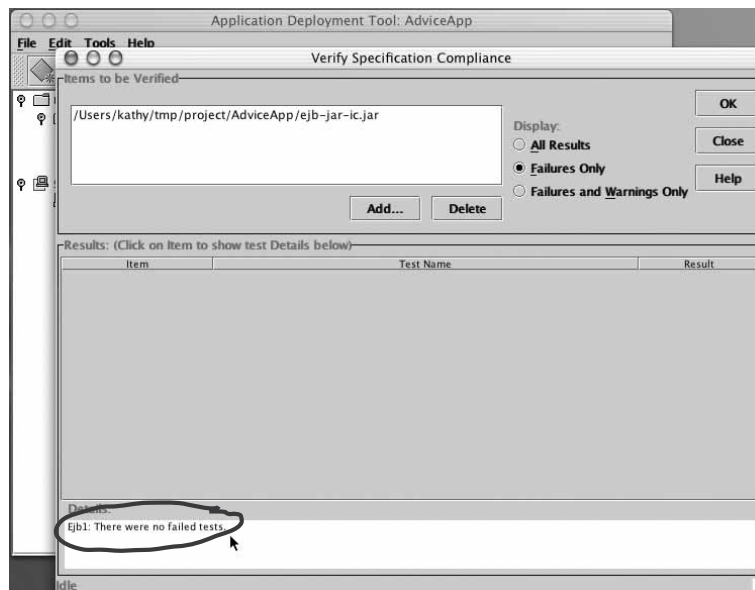 Application Deployment Tool: AdviceApp
File Edit Tools Help
Verify Specification Compliance
Items to be Verified
/Users/kathy/tmp/project/AdviceApp/ejb-jar-ic.jar
Display:
All Results
Failures Only
Failures and Warnings Only
OK
Close
Help
Add... Delete
Results: (Click on Item to show test Details below)
Item Test Name Result
Details:
Ejb1: There were no failed tests.
Idle